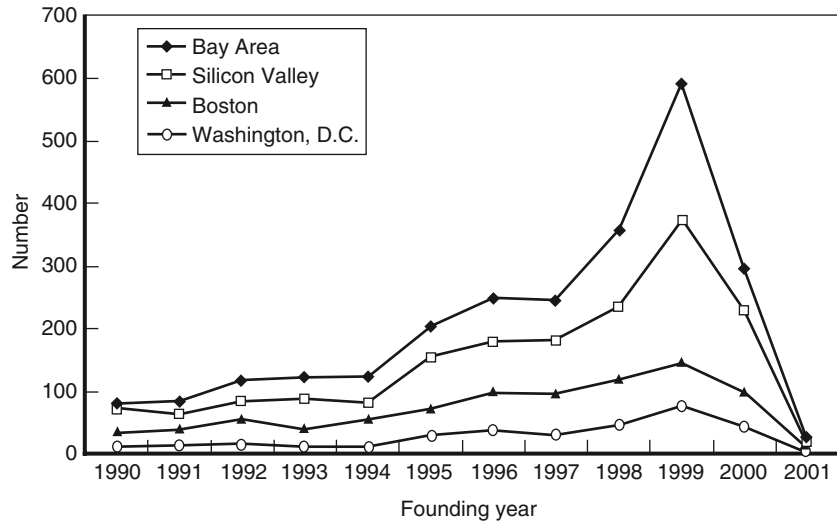 700
600
500
400
300
200
100
0
Number
Bay Area
Silicon Valley
Boston
Washington, D.C.
1990 1991 1992 1993 1994 1995 1996 1997 1998 1999 2000 2001
Founding year